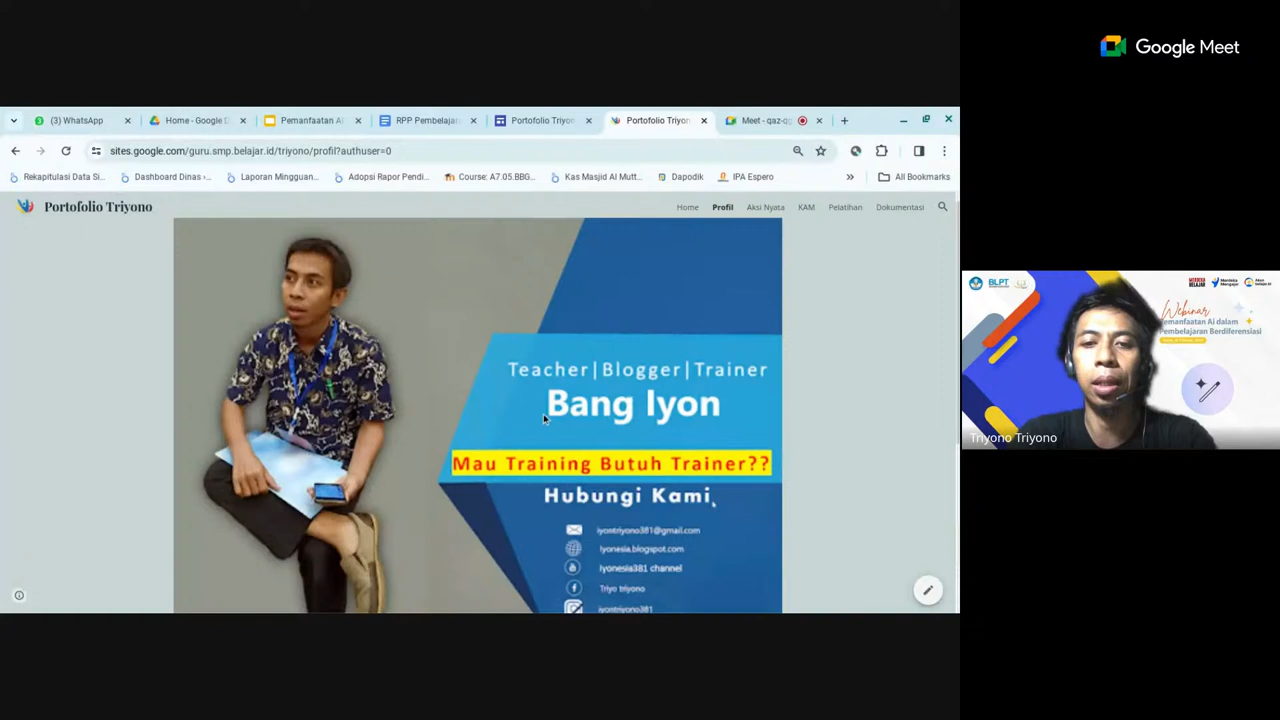 Google Meet
(3) WhatsApp
Home - Google D
Pemanfaatan AI
RPP Pembelajar
Portofolio Triyon
Portofolio Triyon
Meet - qaz-qg
sites.google.com/guru.smp.belajar.id/triyono/profil?authuser=0
Rekapitulasi Data Si...
Dashboard Dinas ›...
Laporan Mingguan...
Adopsi Rapor Pendi...
Course: A7.05.BBG...
Kas Masjid Al Mutt...
Dapodik
IPA Espero
All Bookmarks
Portofolio Triyono
Home
Profil
Aksi Nyata
KAM
Pelatihan
Dokumentasi
Teacher|Blogger|Trainer
Bang Iyon
Mau Training Butuh Trainer??
Hubungi Kami
iyontriyono381@gmail.com
Iyonesia.blogspot.com
Iyonesia381 channel
Triyo triyono
iyontriyono381
BLPT
Webinar
Pemanfaatan Ai dalam
Pembelajaran Berdiferensiasi
Triyono Triyono